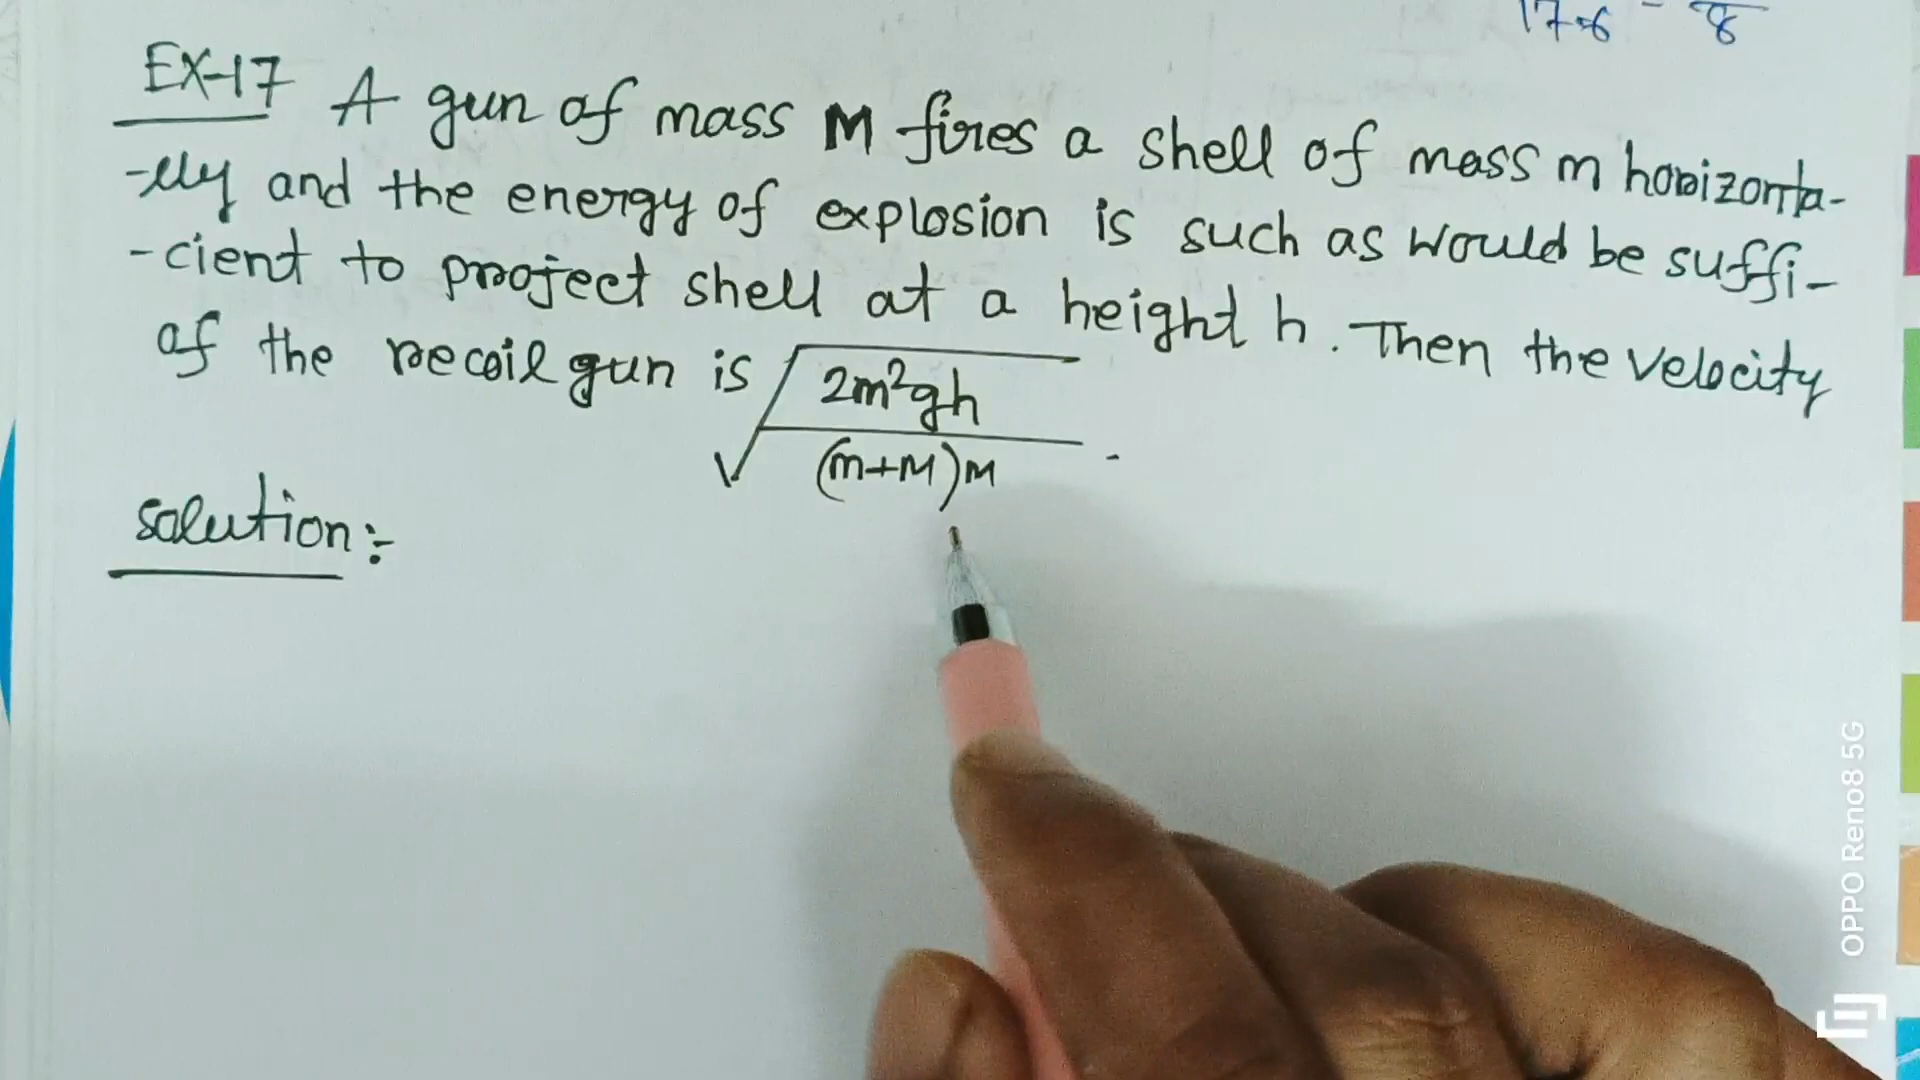 17.6 - 8
EX-17 A gun of mass M fires a shell of mass m horizonta-
-lly and the energy of explosion is such as would be suffi-
-cient to project shell at a height h. Then the velocity
of the recoil gun is √(2m²gh / (m+M)M) .
solution:-
OPPO Reno8 5G